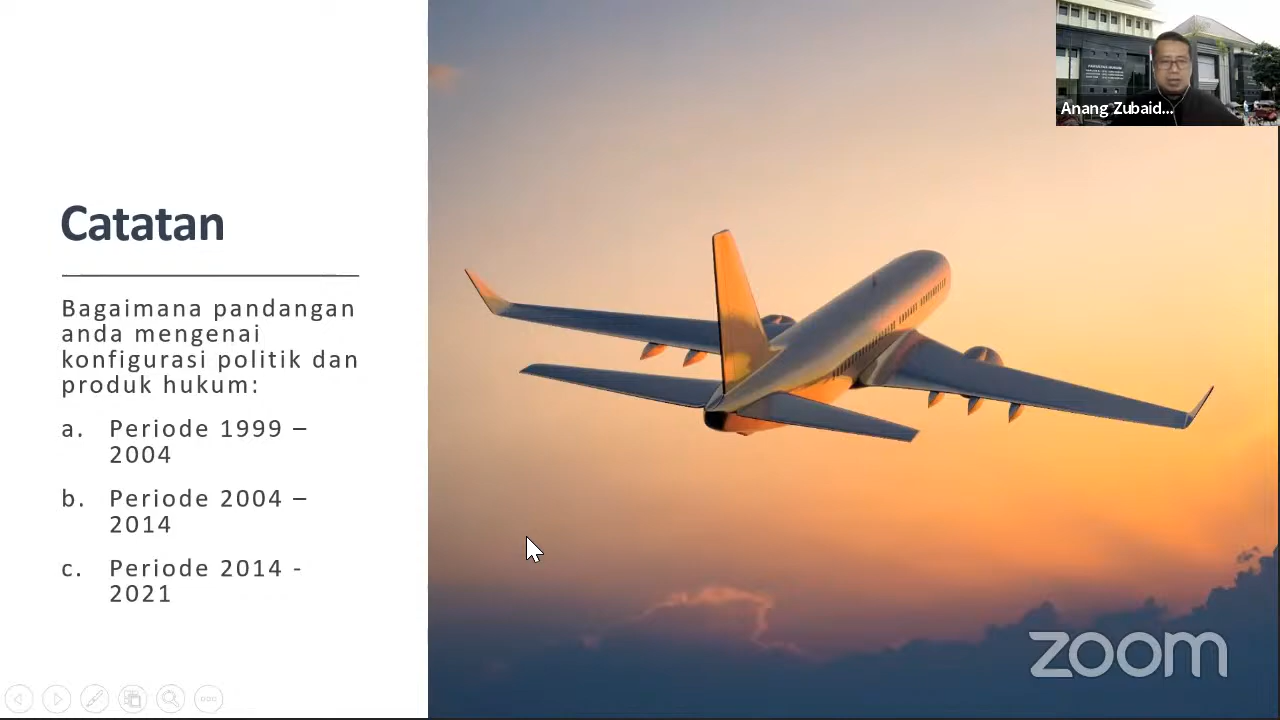 Catatan
Bagaimana pandangan
anda mengenai
konfigurasi politik dan
produk hukum:
a. Periode 1999 –
2004
b. Periode 2004 –
2014
c. Periode 2014 -
2021
Anang Zubaid...
zoom